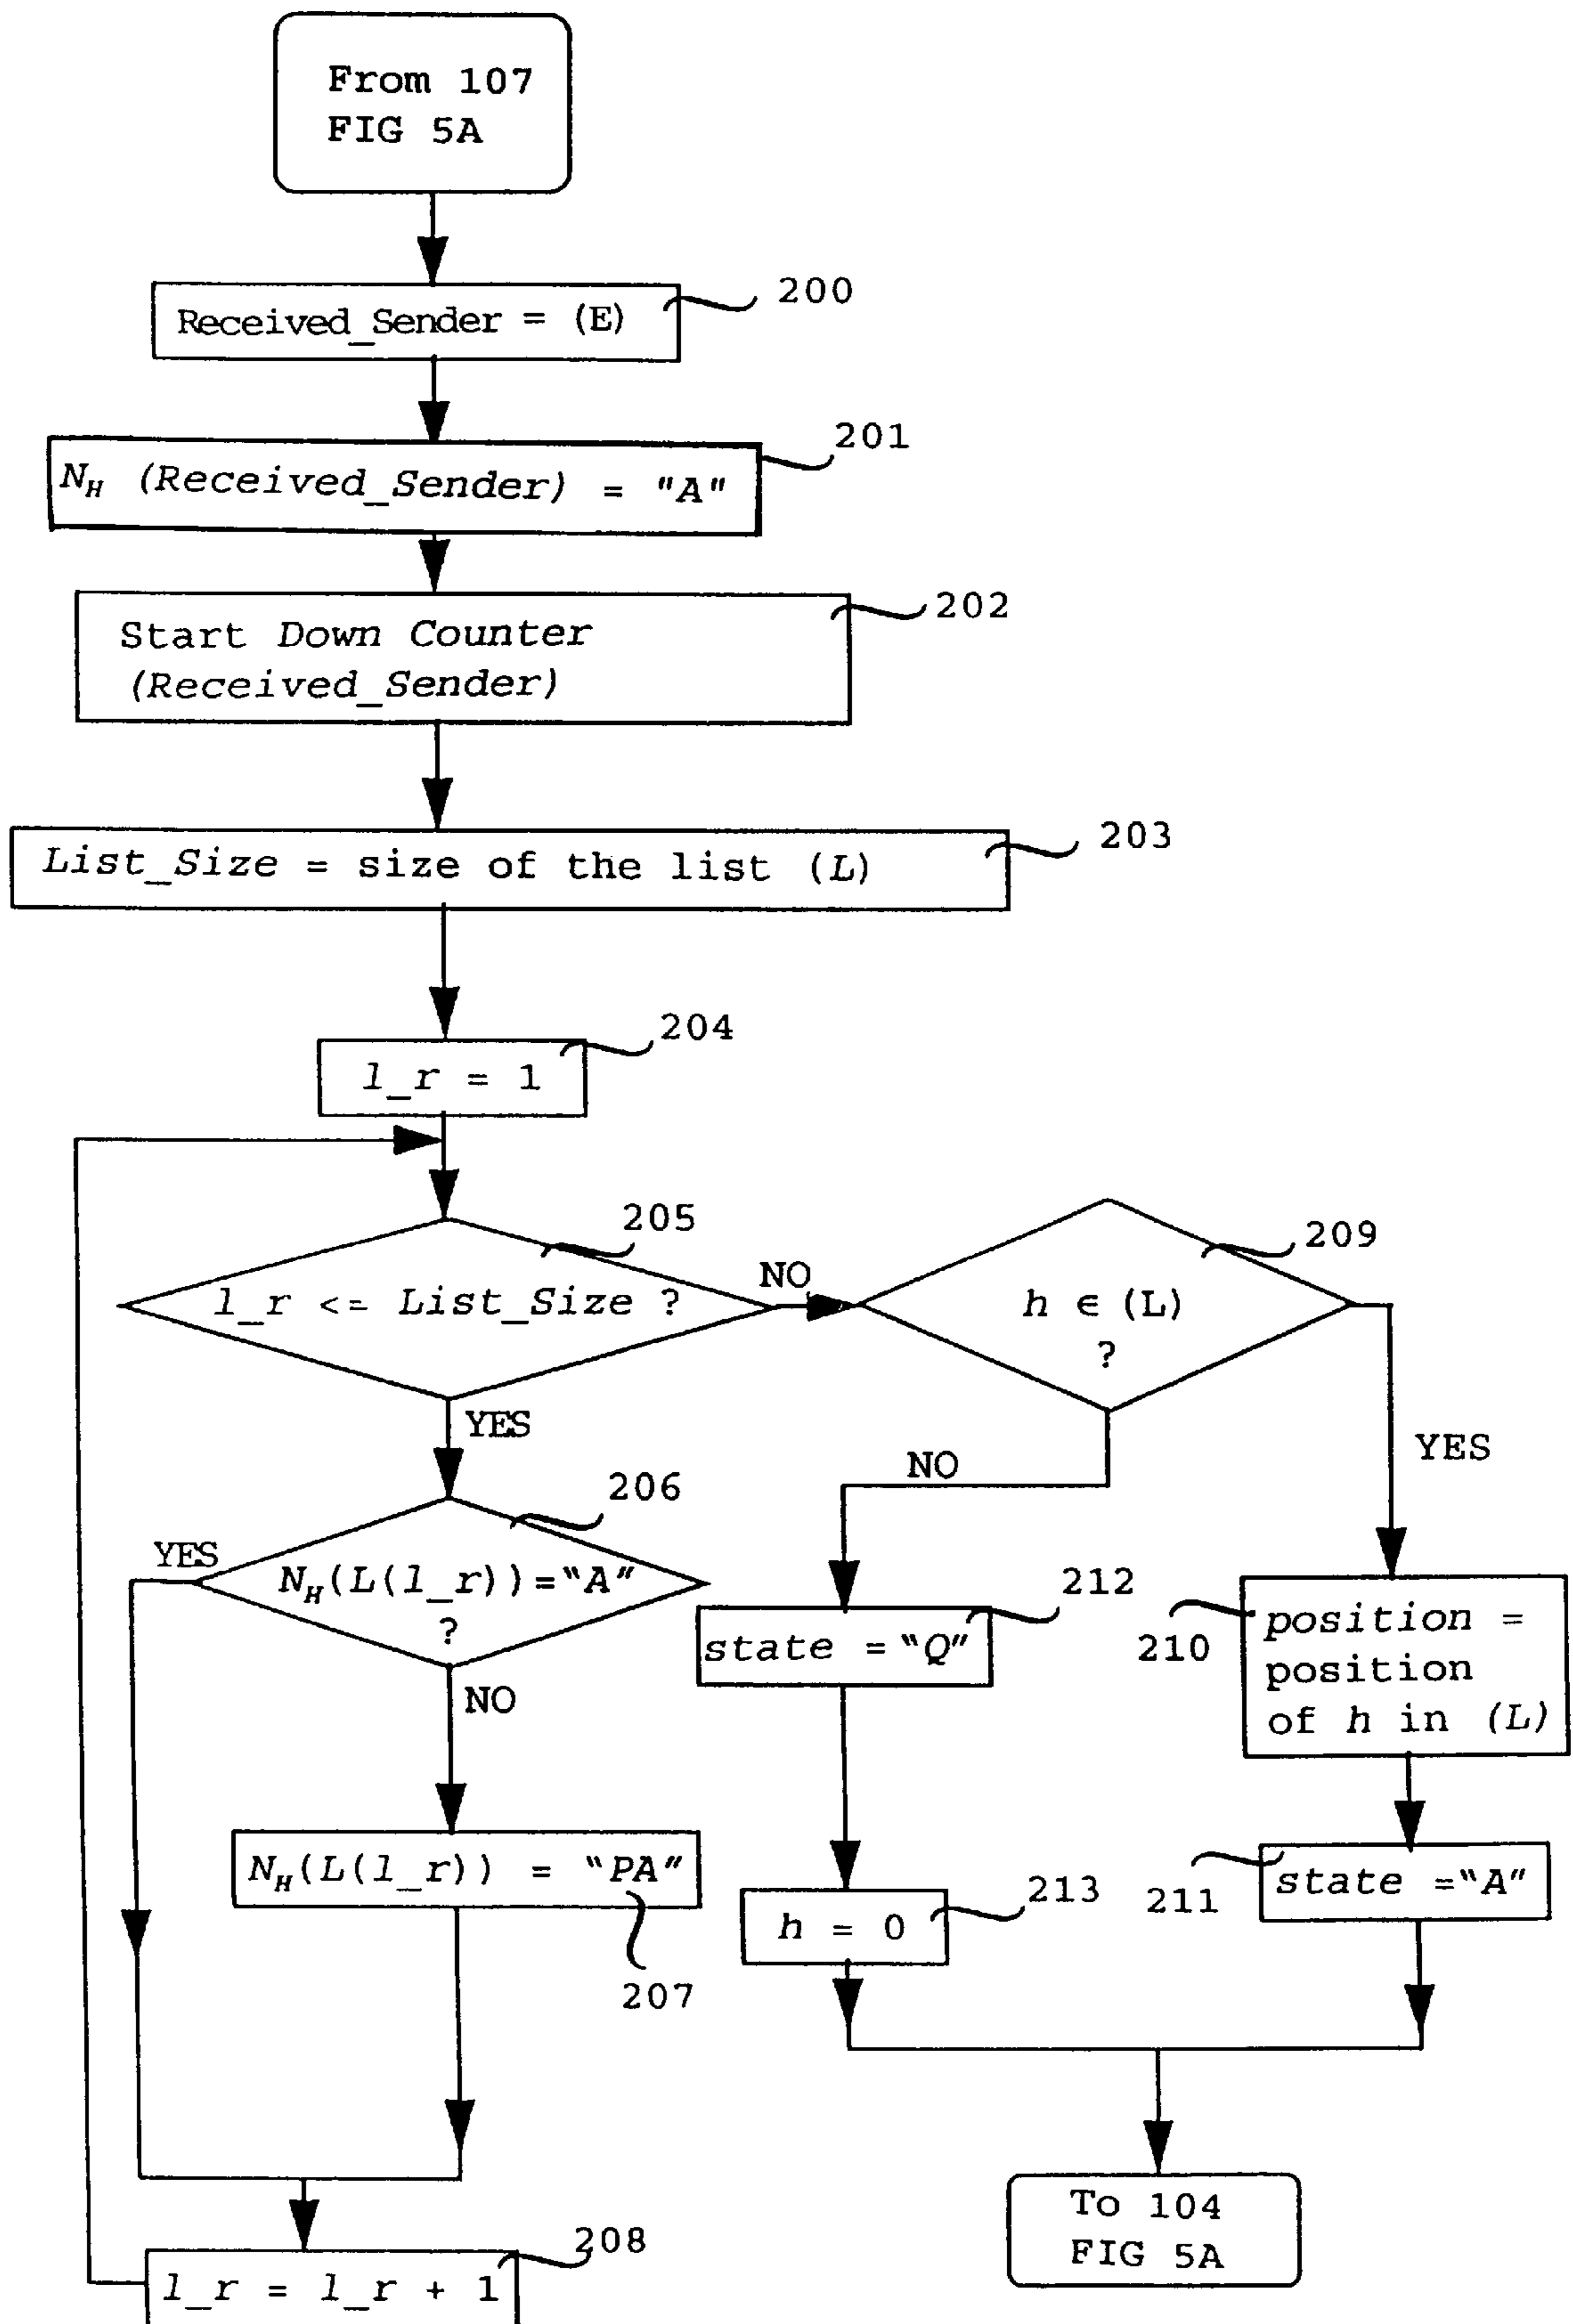 From 107
FIG 5A
Received_Sender = (E)
200
N_H (Received_Sender) = "A"
201
Start Down Counter
(Received_Sender)
202
List_Size = size of the list (L)
203
l_r = 1
204
l_r <= List_Size ?
205
NO
YES
h ∈ (L)
?
209
NO
YES
N_H(L(l_r))="A"
?
206
YES
NO
state ="Q"
212
position =
position
of h in (L)
210
N_H(L(l_r)) = "PA"
207
h = 0
213
state ="A"
211
l_r = l_r + 1
208
To 104
FIG 5A